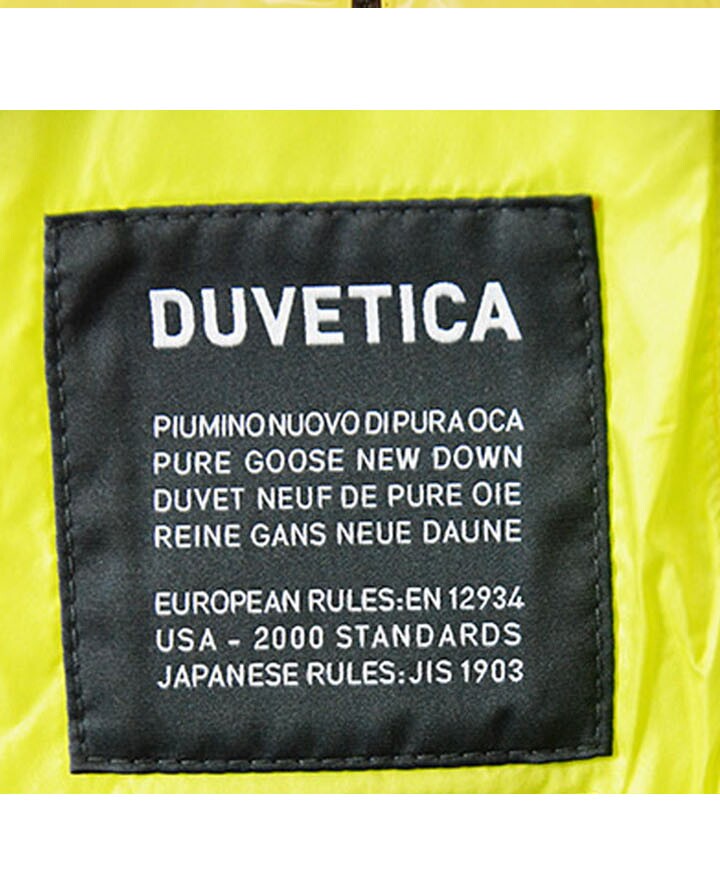 DUVETICA
PIUMINO NUOVO DI PURA OCA
PURE GOOSE NEW DOWN
DUVET NEUF DE PURE OIE
REINE GANS NEUE DAUNE
EUROPEAN RULES:EN 12934
USA - 2000 STANDARDS
JAPANESE RULES:JIS 1903